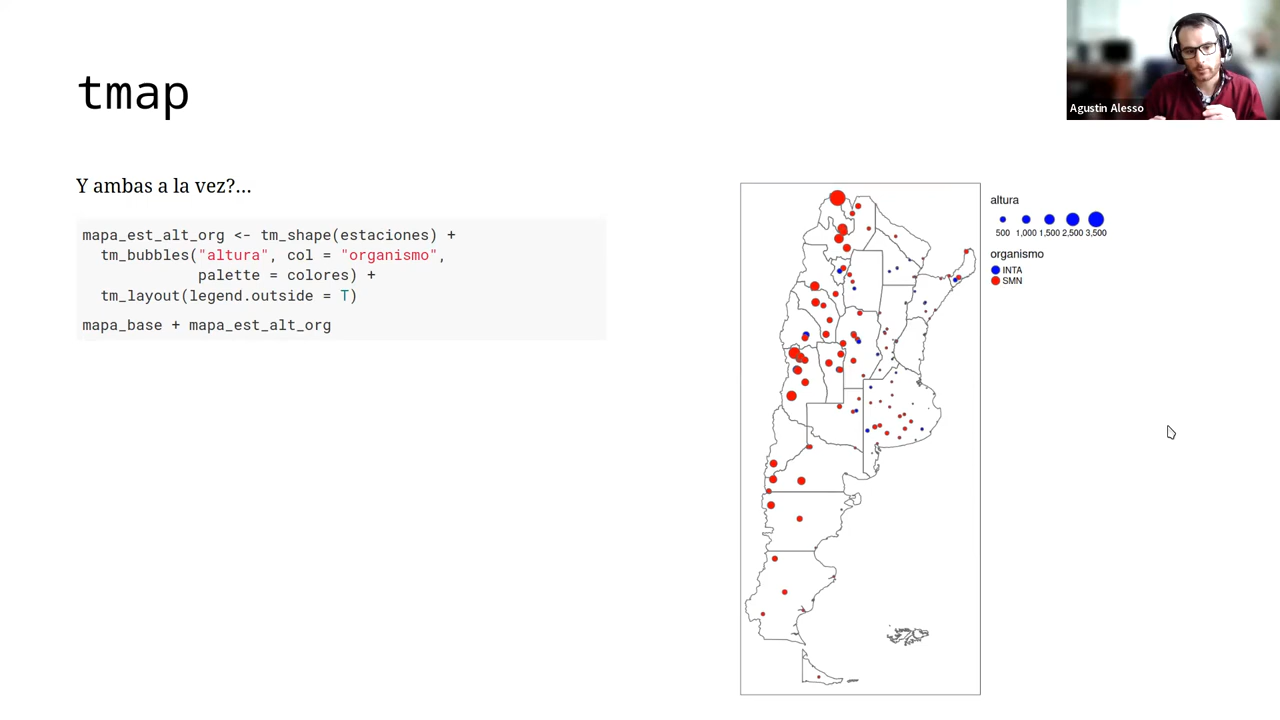 tmap
Agustin Alesso
Y ambas a la vez?...
mapa_est_alt_org <- tm_shape(estaciones) +
tm_bubbles("altura", col = "organismo",
palette = colores) +
tm_layout(legend.outside = T)
mapa_base + mapa_est_alt_org
altura
500 1,000 1,500 2,500 3,500
organismo
INTA
SMN